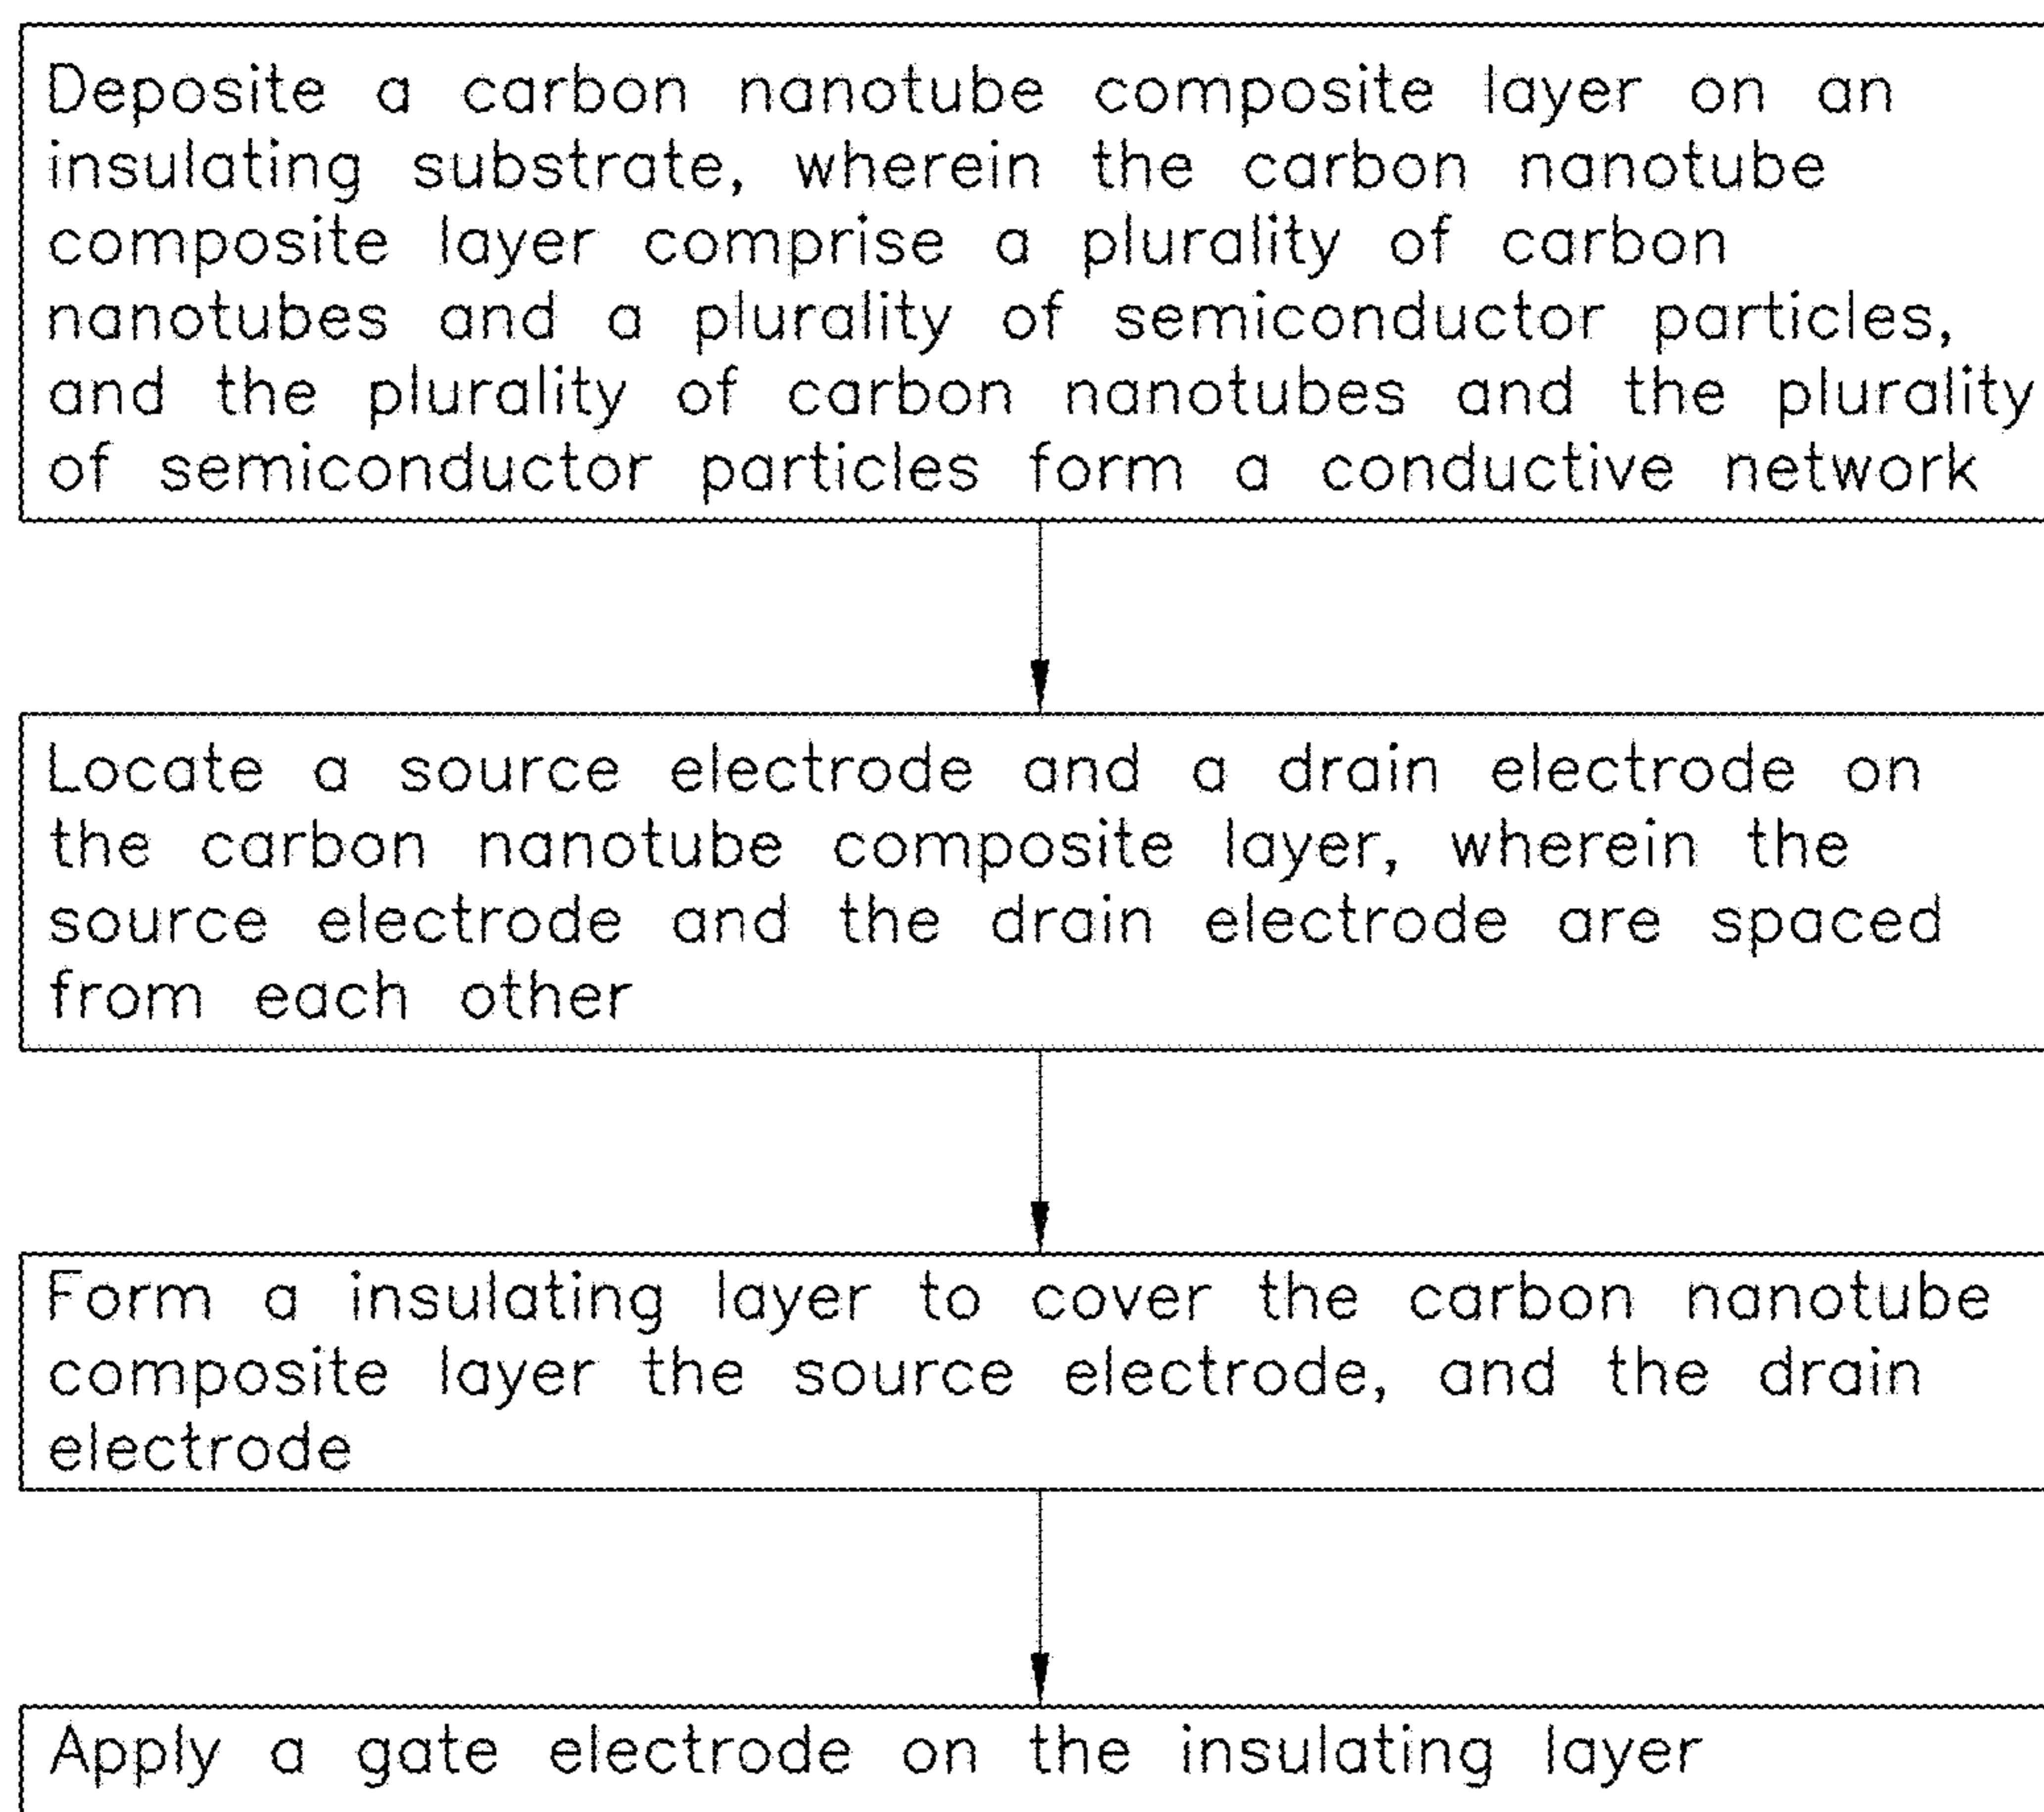 Deposite a carbon nanotube composite layer on an
insulating substrate, wherein the carbon nanotube
composite layer comprise a plurality of carbon
nanotubes and a plurality of semiconductor particles,
and the plurality of carbon nanotubes and the plurality
of semiconductor particles form a conductive network
Locate a source electrode and a drain electrode on
the carbon nanotube composite layer, wherein the
source electrode and the drain electrode are spaced
from each other
Form a insulating layer to cover the carbon nanotube
composite layer the source electrode, and the drain
electrode
Apply a gate electrode on the insulating layer